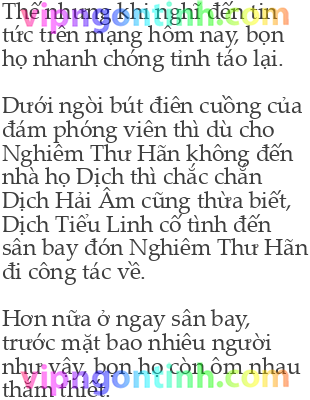 Thế nhưng khi nghĩ đến tin
tức trên mạng hôm nay, bọn
họ nhanh chóng tỉnh táo lại.
Dưới ngòi bút điên cuồng của
đám phóng viên thì dù cho
Nghiêm Thư Hãn không đến
nhà họ Dịch thì chắc chắn
Dịch Hải Âm cũng thừa biết,
Dịch Tiểu Linh cố tình đến
sân bay đón Nghiêm Thư Hãn
đi công tác về.
Hơn nữa ở ngay sân bay,
trước mặt bao nhiêu người
như vậy, bọn họ còn ôm nhau
thắm thiết.
vipngontinh.com
vipngontinh.com